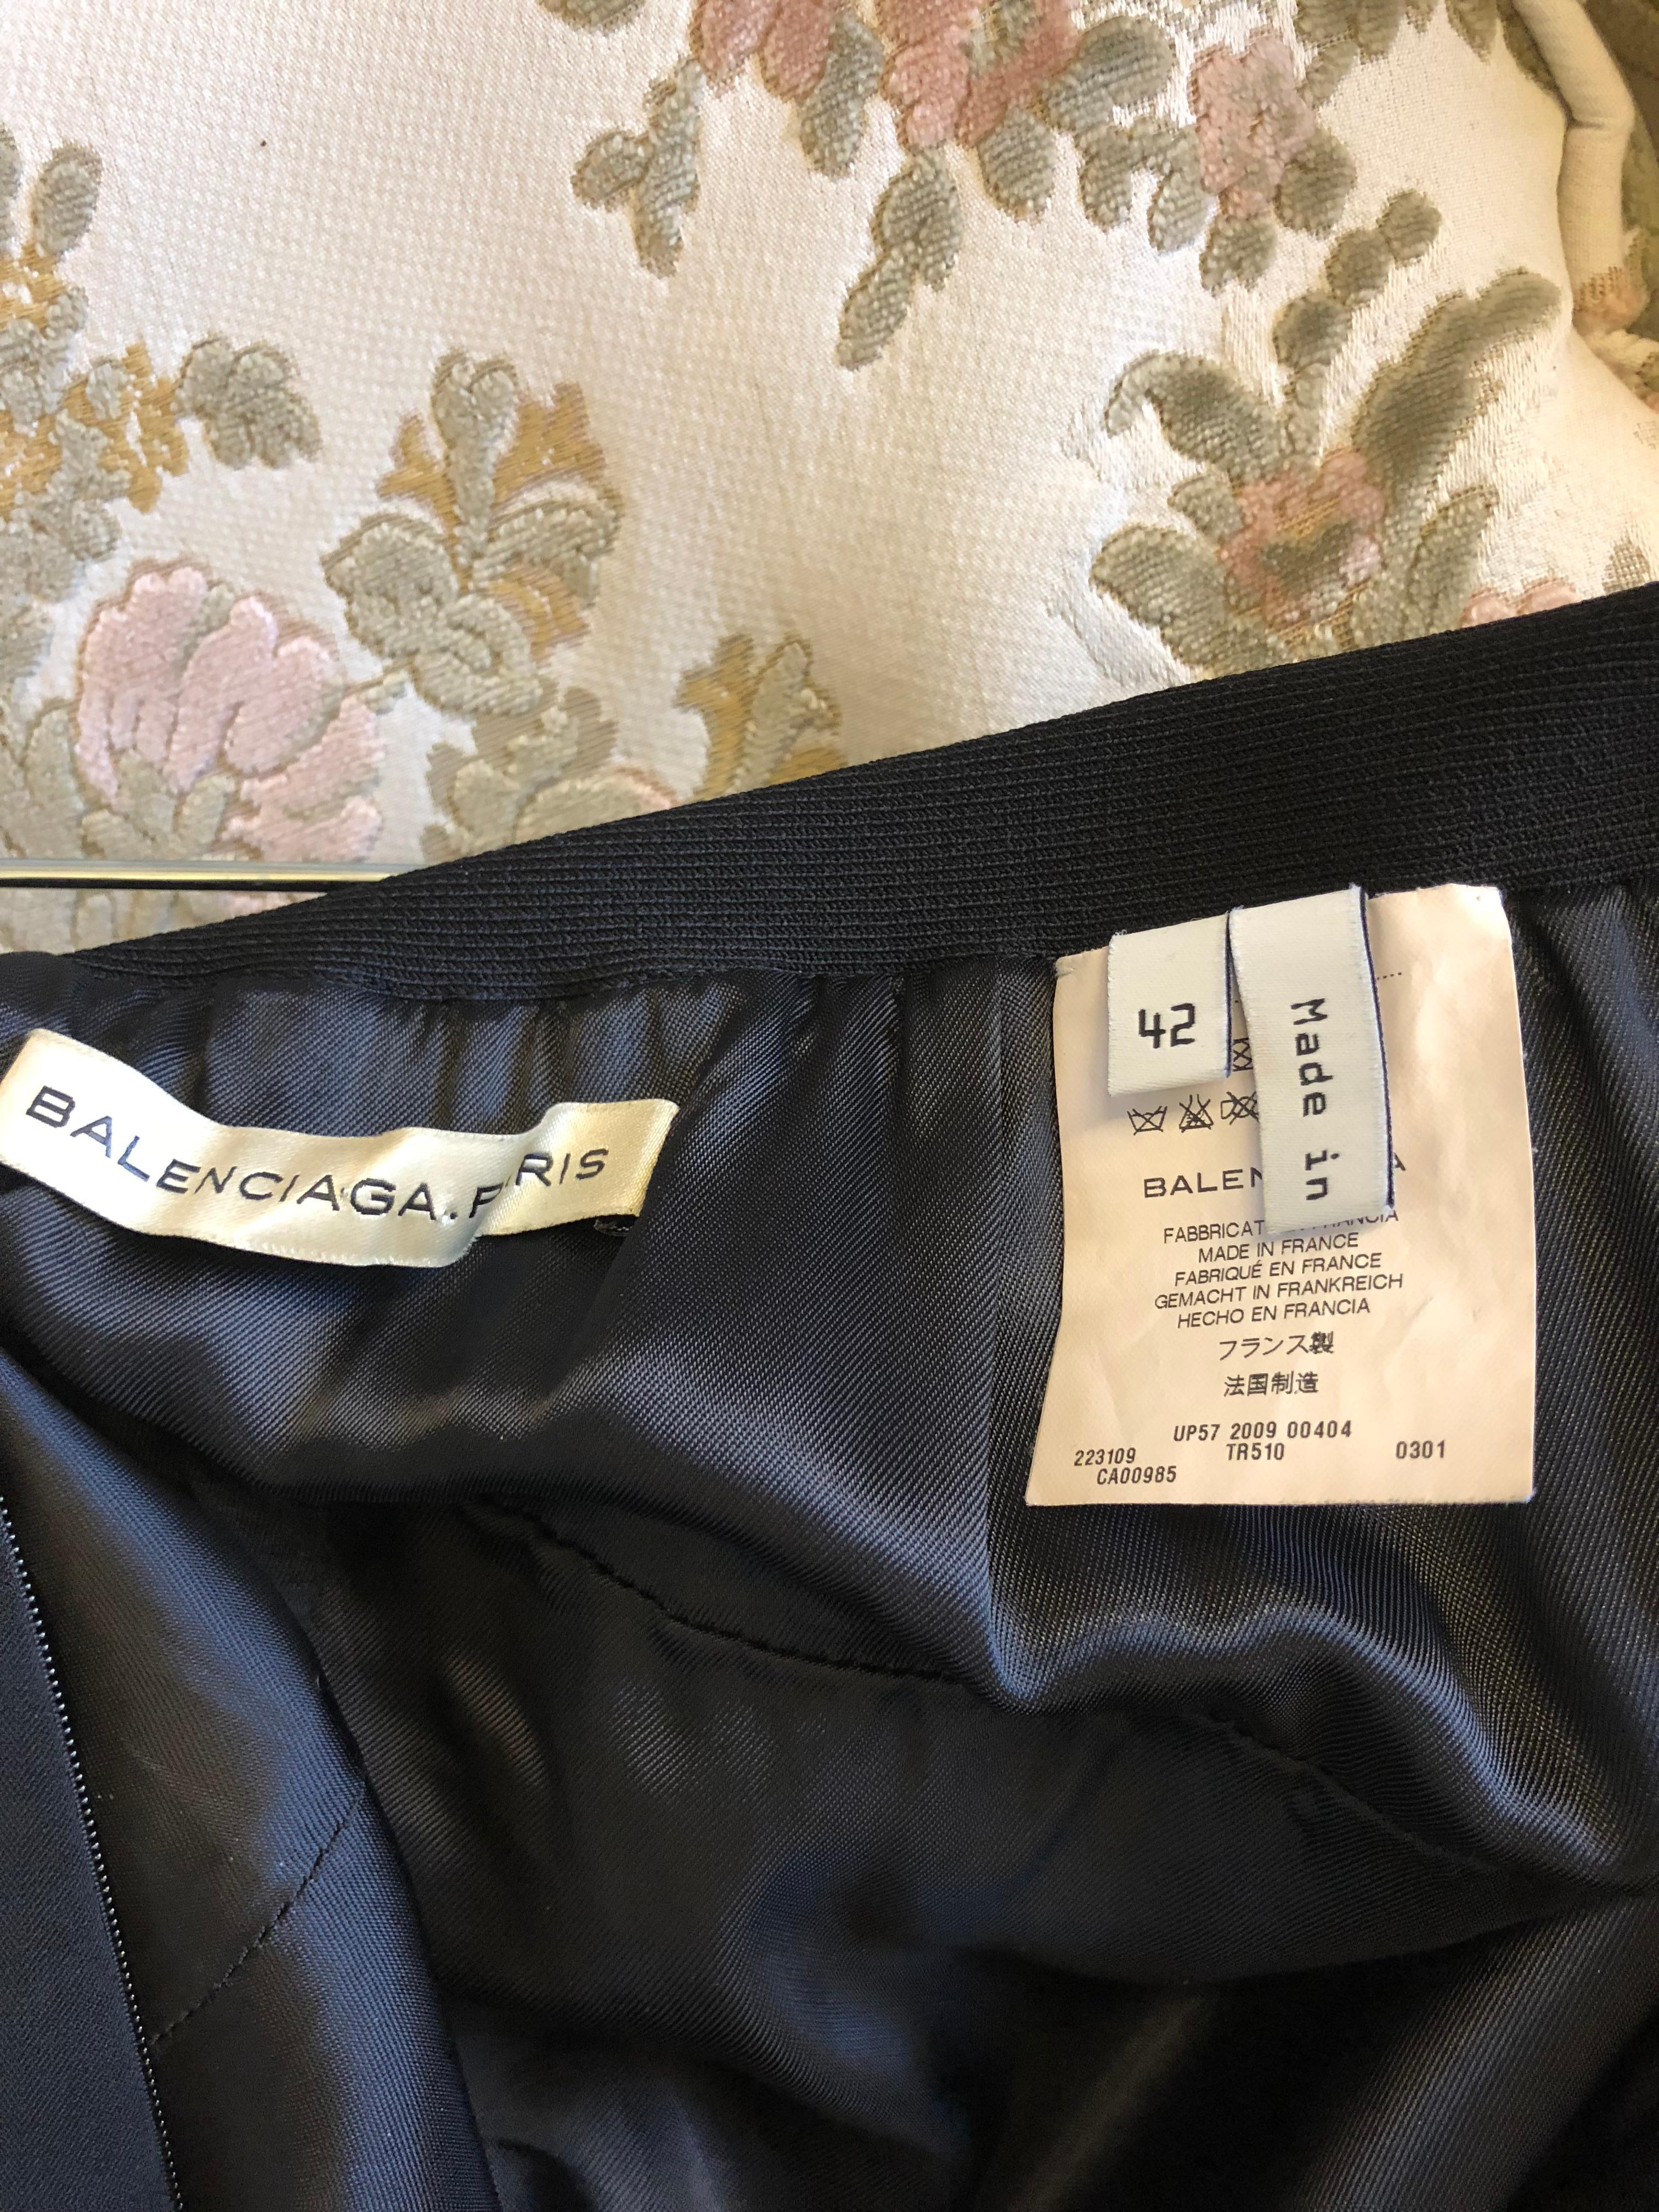 BALENCIAGA. PARIS
42
Made in
BALEN A
FABBRICAT FRANCIA
MADE IN FRANCE
FABRIQUÉ EN FRANCE
GEMACHT IN FRANKREICH
HECHO EN FRANCIA
フランス製
法国制造
UP57 2009 00404
223109 TR510 0301
CA00985